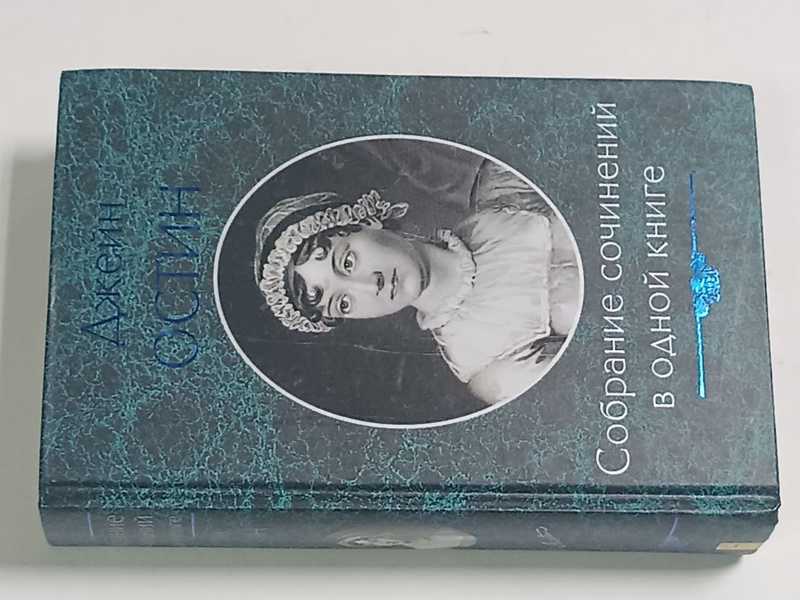 Джейн
ОСТИН
Собрание сочинений
в одной книге